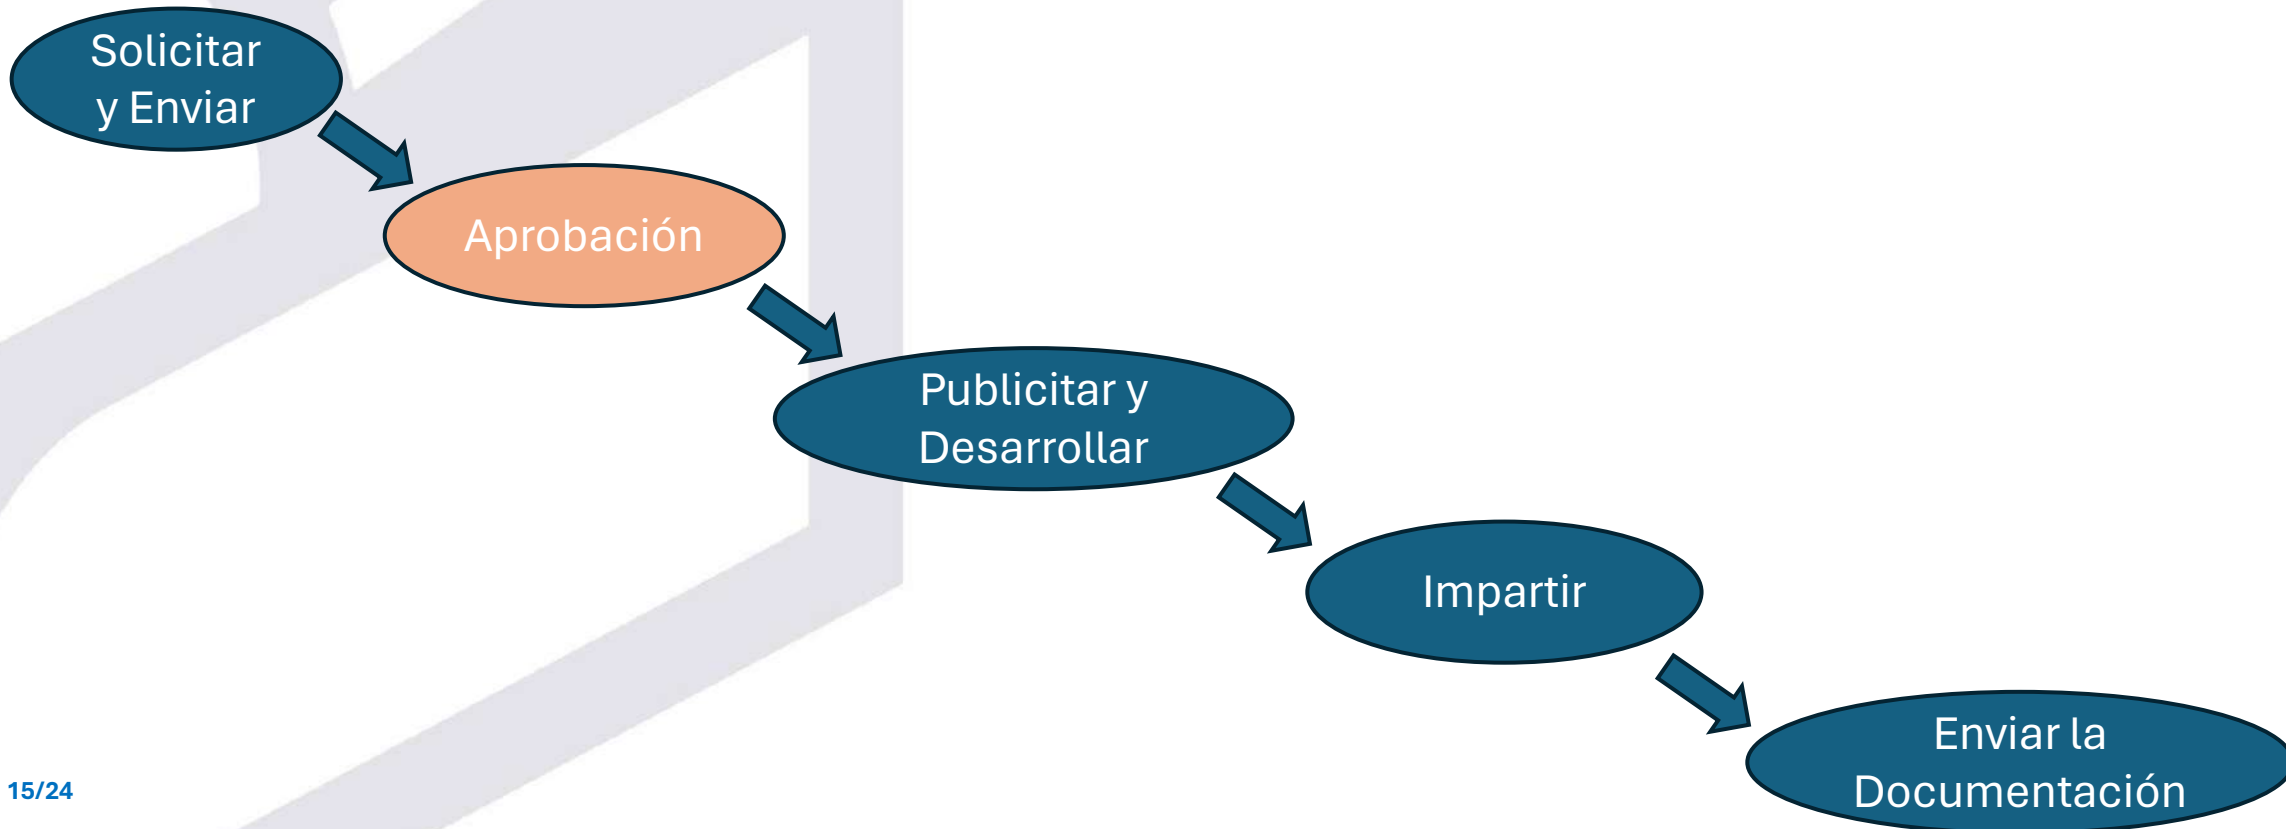 Solicitar
y Enviar
Aprobación
Publicitar y
Desarrollar
Impartir
Enviar la
Documentación
15/24